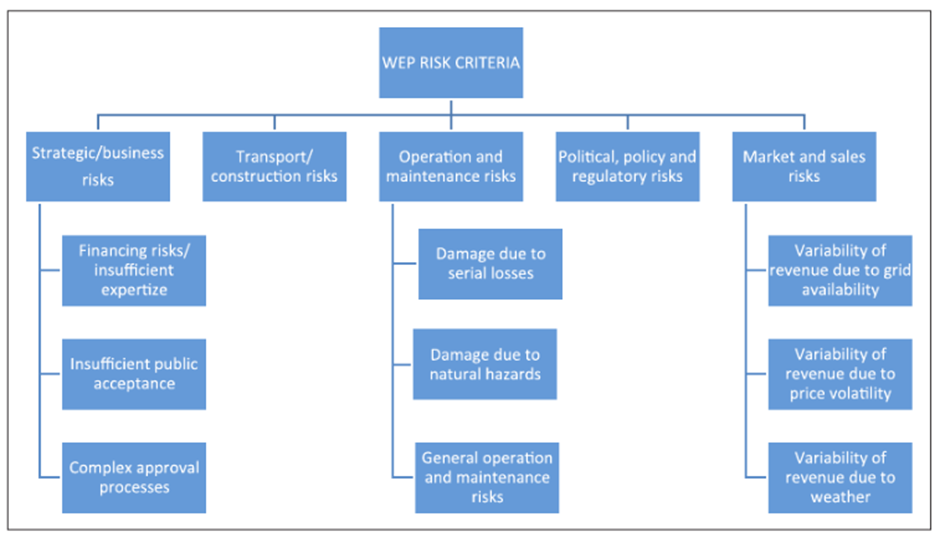 WEP RISK CRITERIA
Strategic/business
risks
Transport/
construction risks
Operation and
maintenance risks
Political, policy and
regulatory risks
Market and sales
risks
Financing risks/
insufficient
expertize
Insufficient public
acceptance
Complex approval
processes
Damage due to
serial losses
Damage due to
natural hazards
General operation
and maintenance
risks
Variability of
revenue due to grid
availability
Variability of
revenue due to
price volatility
Variability of
revenue due to
weather